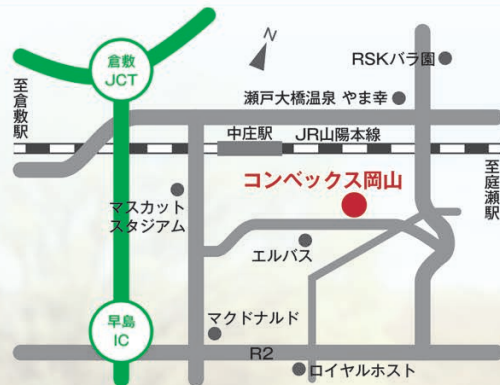 倉敷
JCT
N
RSKバラ園
瀬戸大橋温泉 やま幸
至倉敷駅
中庄駅
JR山陽本線
至庭瀬駅
コンベックス岡山
マスカット
スタジアム
エルバス
早島
IC
マクドナルド
R2
ロイヤルホスト